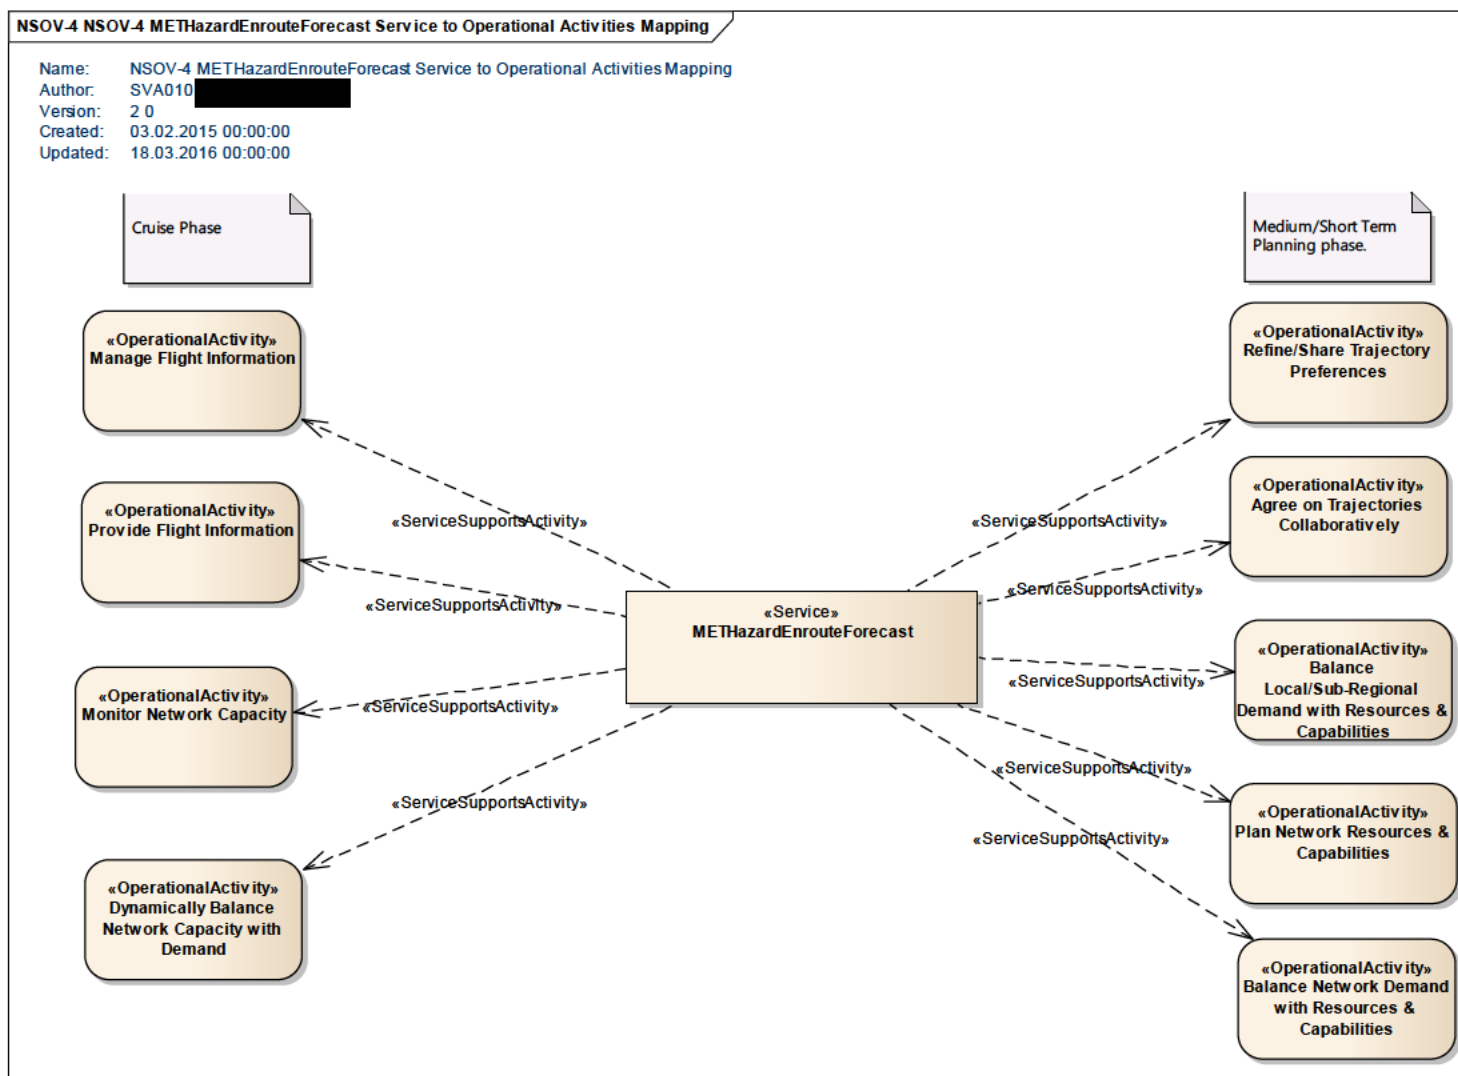 NSOV-4 NSOV-4 METHazardEnrouteForecast Service to Operational Activities Mapping
Name: NSOV-4 METHazardEnrouteForecast Service to Operational Activities Mapping
Author: SVA010
Version: 2 0
Created: 03.02.2015 00:00:00
Updated: 18.03.2016 00:00:00
Cruise Phase
Medium/Short Term
Planning phase.
«OperationalActivity»
Manage Flight Information
«OperationalActivity»
Provide Flight Information
«OperationalActivity»
Monitor Network Capacity
«OperationalActivity»
Dynamically Balance
Network Capacity with
Demand
«ServiceSupportsActivity»
«ServiceSupportsActivity»
«ServiceSupportsActivity»
«ServiceSupportsActivity»
«Service»
METHazardEnrouteForecast
«ServiceSupportsActivity»
«ServiceSupportsActivity»
«ServiceSupportsActivity»
«ServiceSupportsActivity»
«ServiceSupportsActivity»
«OperationalActivity»
Refine/Share Trajectory
Preferences
«OperationalActivity»
Agree on Trajectories
Collaboratively
«OperationalActivity»
Balance
Local/Sub-Regional
Demand with Resources &
Capabilities
«OperationalActivity»
Plan Network Resources &
Capabilities
«OperationalActivity»
Balance Network Demand
with Resources &
Capabilities